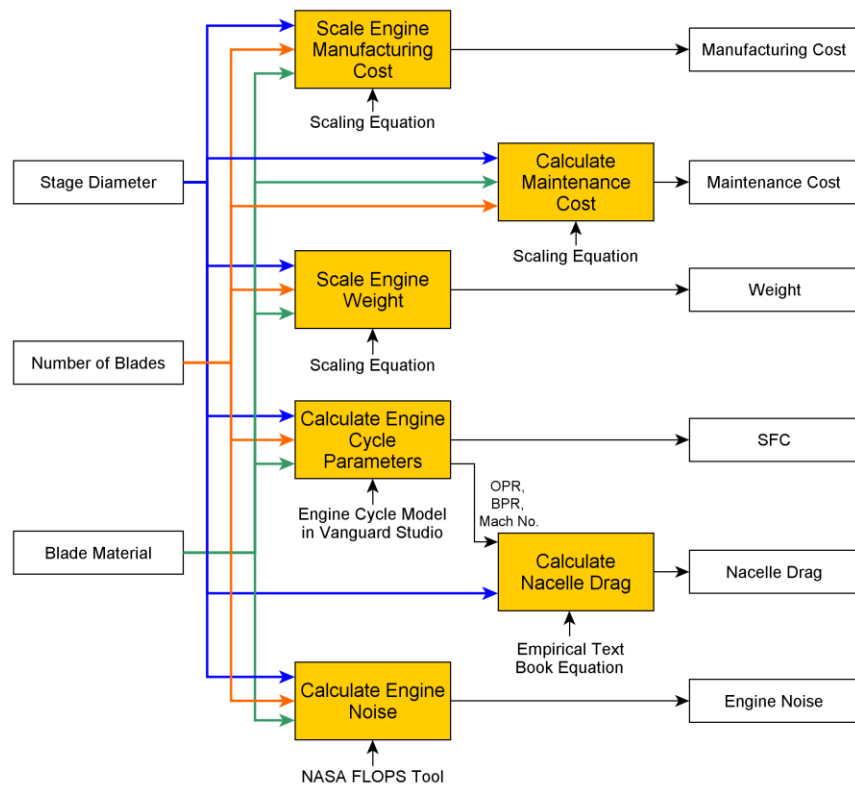 Scale Engine
Manufacturing
Cost
Manufacturing Cost
Scaling Equation
Stage Diameter
Calculate
Maintenance
Cost
Maintenance Cost
Scaling Equation
Scale Engine
Weight
Weight
Number of Blades
Scaling Equation
Calculate Engine
Cycle
Parameters
SFC
OPR,
BPR,
Mach No.
Engine Cycle Model
in Vanguard Studio
Blade Material
Calculate
Nacelle Drag
Nacelle Drag
Empirical Text
Book Equation
Calculate Engine
Noise
Engine Noise
NASA FLOPS Tool